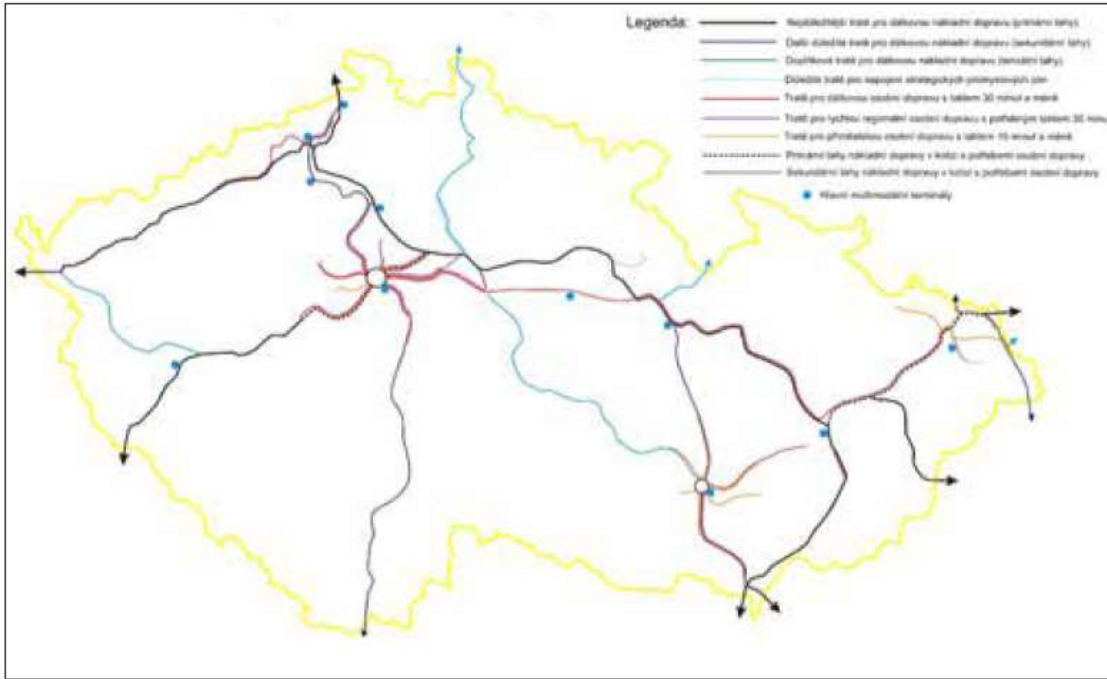 Legenda:
Nejdůležitější tratě pro dálkovou nákladní dopravu (primární tahy)
Další důležité tratě pro dálkovou nákladní dopravu (sekundární tahy)
Doplňkové tratě pro dálkovou nákladní dopravu (terciální tahy)
Důležité tratě pro napojení strategických průmyslových zón
Tratě pro dálkovou osobní dopravu s taktem 30 minut a méně
Tratě pro rychlou regionální osobní dopravu s potřebným taktem 30 minu
Tratě pro příměstskou osobní dopravu s taktem 15 minut a méně
Primární tahy nákladní dopravy v kolizi s potřebami osobní dopravy
Sekundární tahy nákladní dopravy v kolizi s potřebami osobní dopravy
Hlavní multimodální terminály